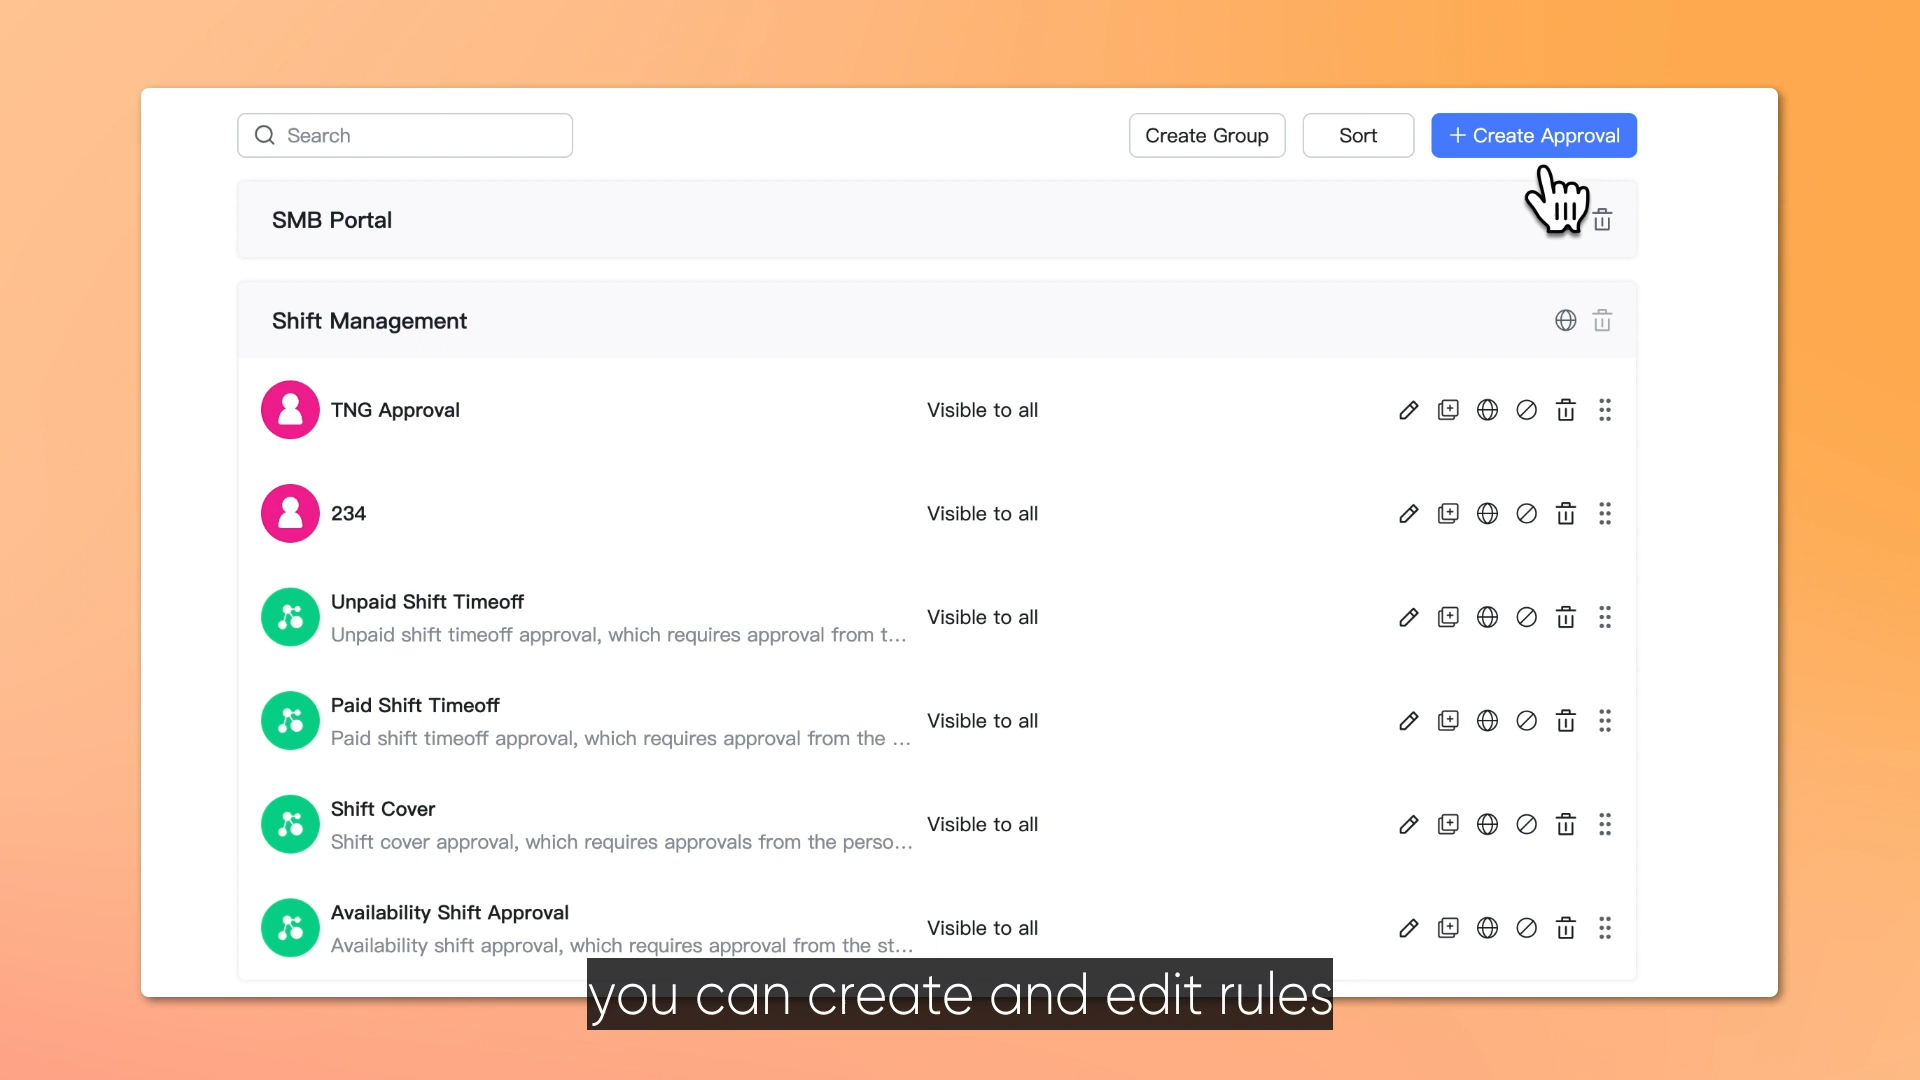 Search
Create Group
Sort
+ Create Approval
SMB Portal
Shift Management
TNG Approval
Visible to all
234
Visible to all
Unpaid Shift Timeoff
Unpaid shift timeoff approval, which requires approval from t...
Visible to all
Paid Shift Timeoff
Paid shift timeoff approval, which requires approval from the ...
Visible to all
Shift Cover
Shift cover approval, which requires approvals from the perso...
Visible to all
Availability Shift Approval
Availability shift approval, which requires approval from the st...
Visible to all
you can create and edit rules